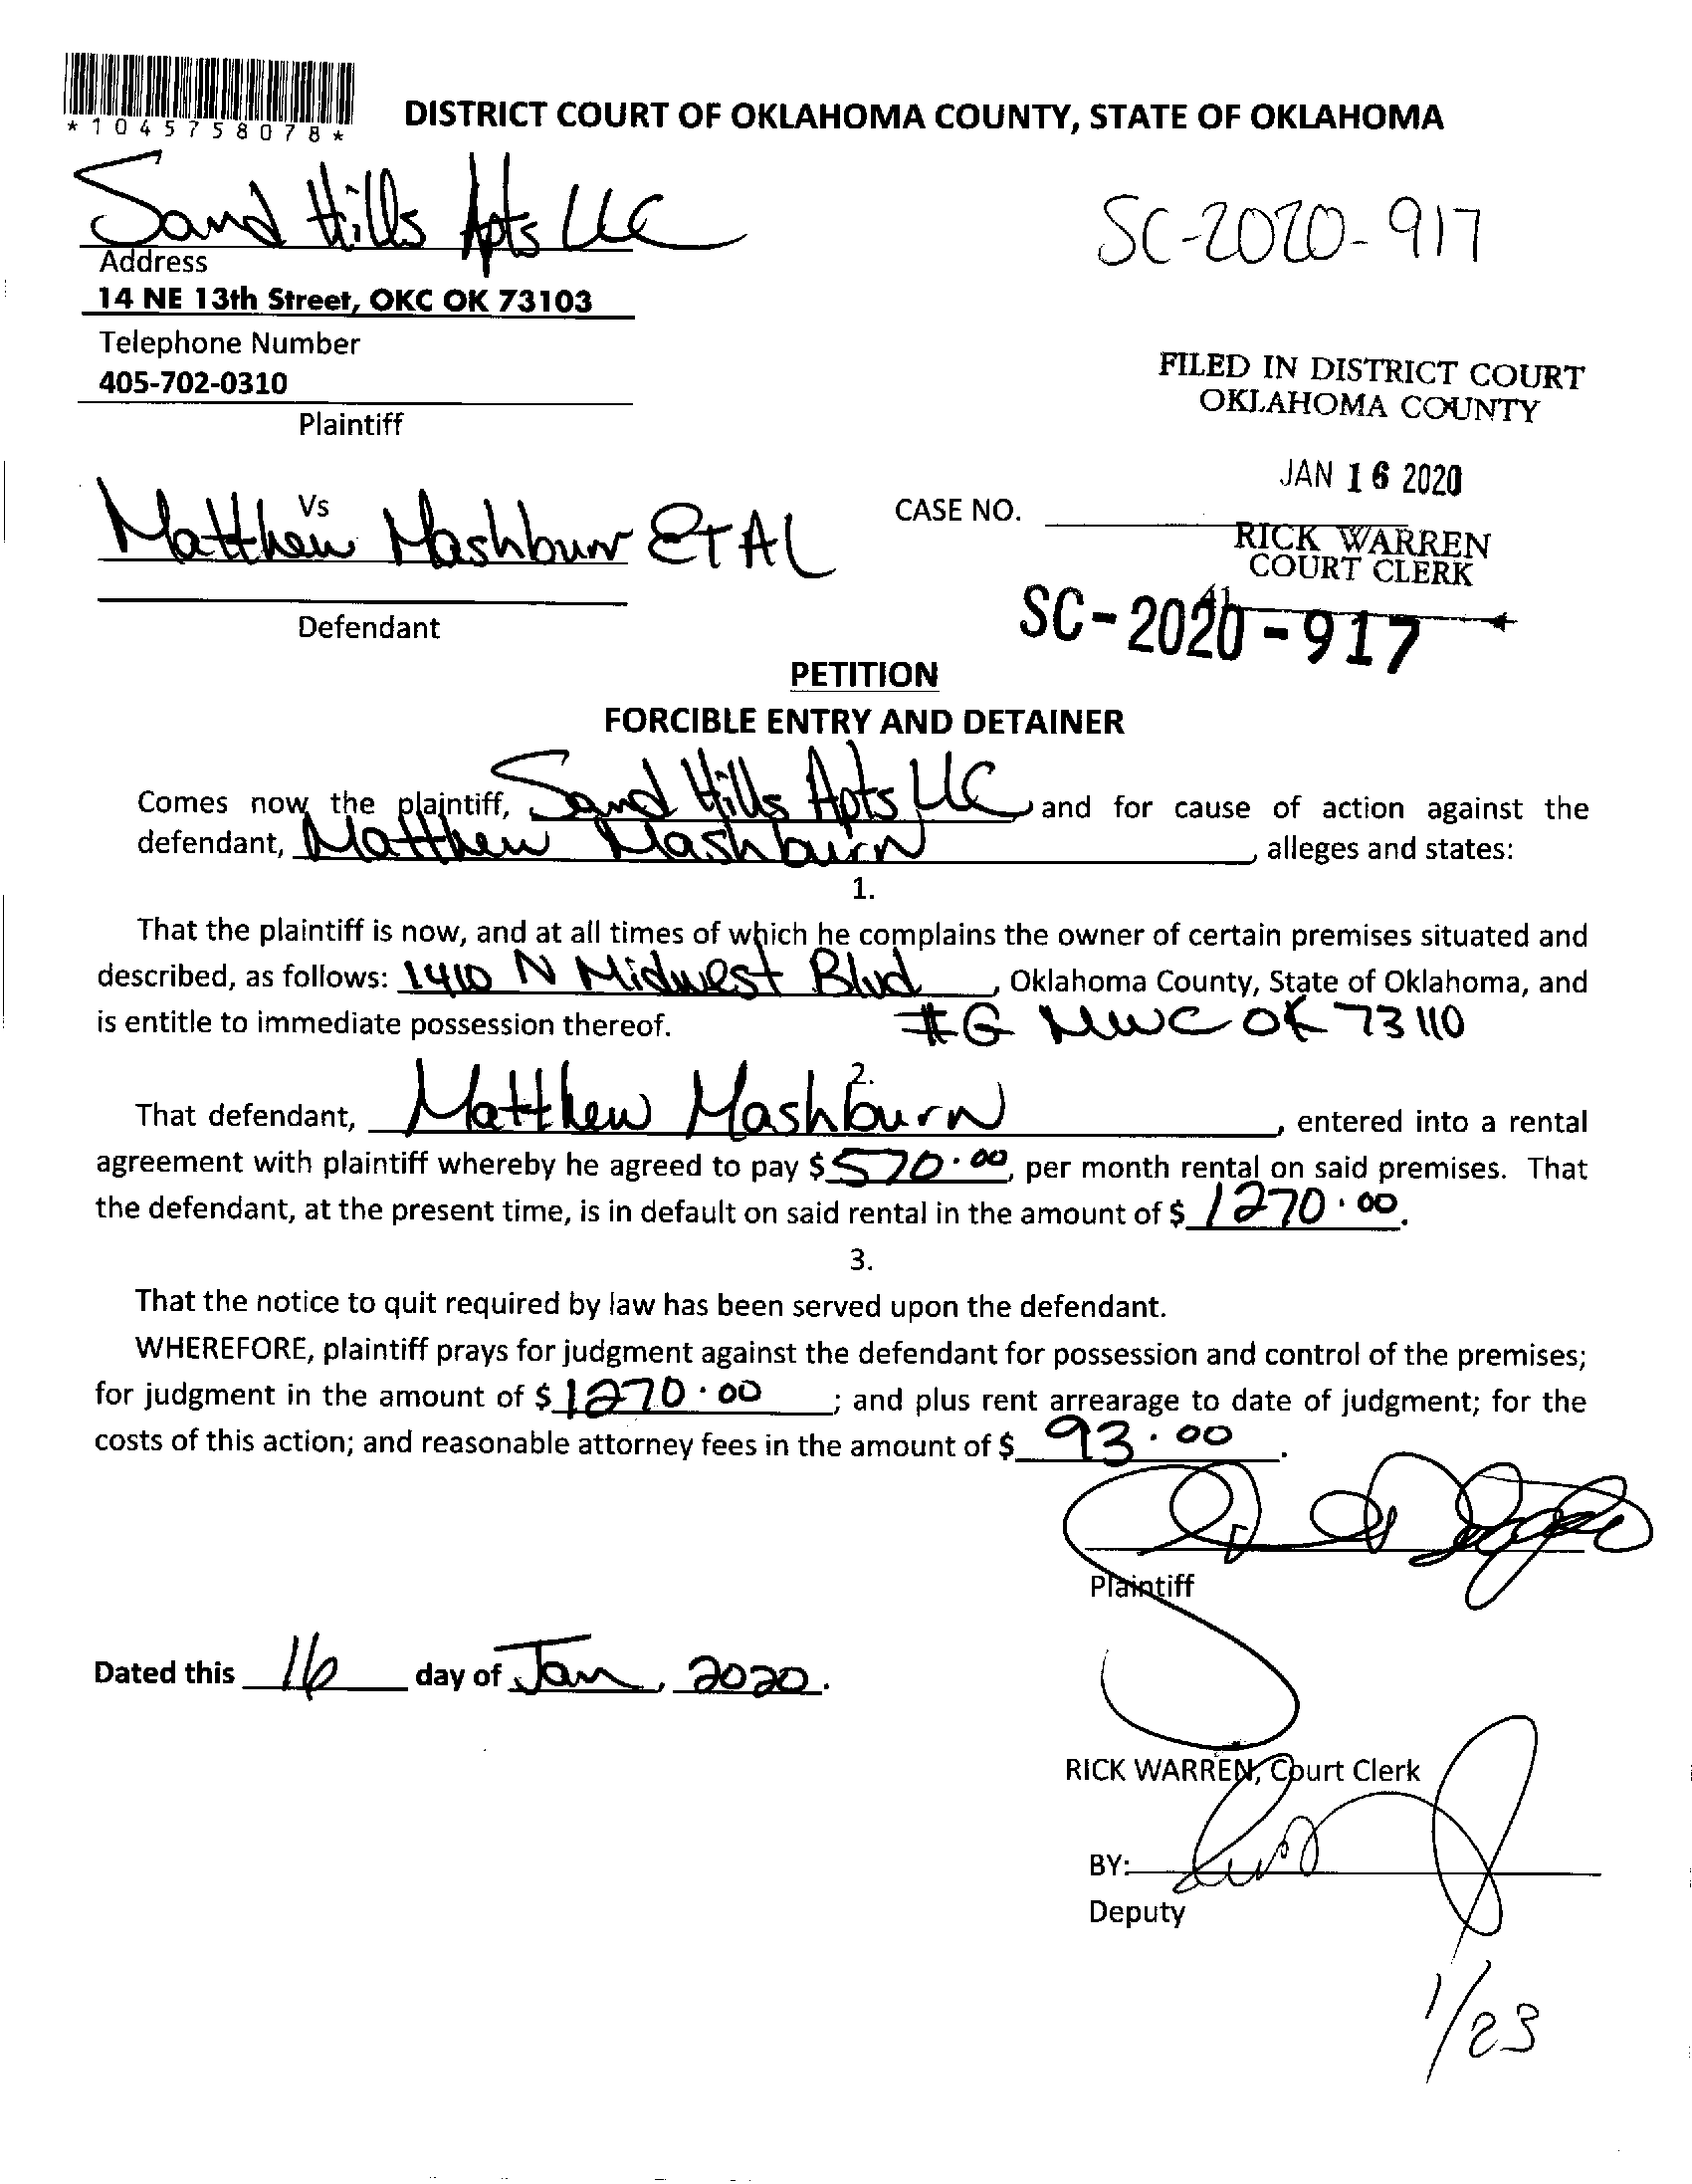 *1045758078*
DISTRICT COURT OF OKLAHOMA COUNTY, STATE OF OKLAHOMA
Sand Hills Apts LLC
SC-2020-917
Address
14 NE 13th Street, OKC OK 73103
Telephone Number
405-702-0310
Plaintiff
FILED IN DISTRICT COURT
OKLAHOMA COUNTY
JAN 16 2020
Vs
CASE NO.
Matthew Mashburn ET AL
RICK WARREN
COURT CLERK
41
SC-2020-917
Defendant
PETITION
FORCIBLE ENTRY AND DETAINER
Comes now the plaintiff, Sand Hills Apts LLC, and for cause of action against the
defendant, Matthew Mashburn, alleges and states:
1.
That the plaintiff is now, and at all times of which he complains the owner of certain premises situated and
described, as follows: 1410 N Midwest Blvd, Oklahoma County, State of Oklahoma, and
is entitle to immediate possession thereof. #G MWC OK 73110
2.
That defendant, Matthew Mashburn, entered into a rental
agreement with plaintiff whereby he agreed to pay $ 570.00, per month rental on said premises. That
the defendant, at the present time, is in default on said rental in the amount of $ 1270.00.
3.
That the notice to quit required by law has been served upon the defendant.
WHEREFORE, plaintiff prays for judgment against the defendant for possession and control of the premises;
for judgment in the amount of $ 1270.00; and plus rent arrearage to date of judgment; for the
costs of this action; and reasonable attorney fees in the amount of $ 93.00.
Plaintiff
Dated this 16 day of Jan, 2020.
RICK WARREN, Court Clerk
BY:
Deputy
1/23